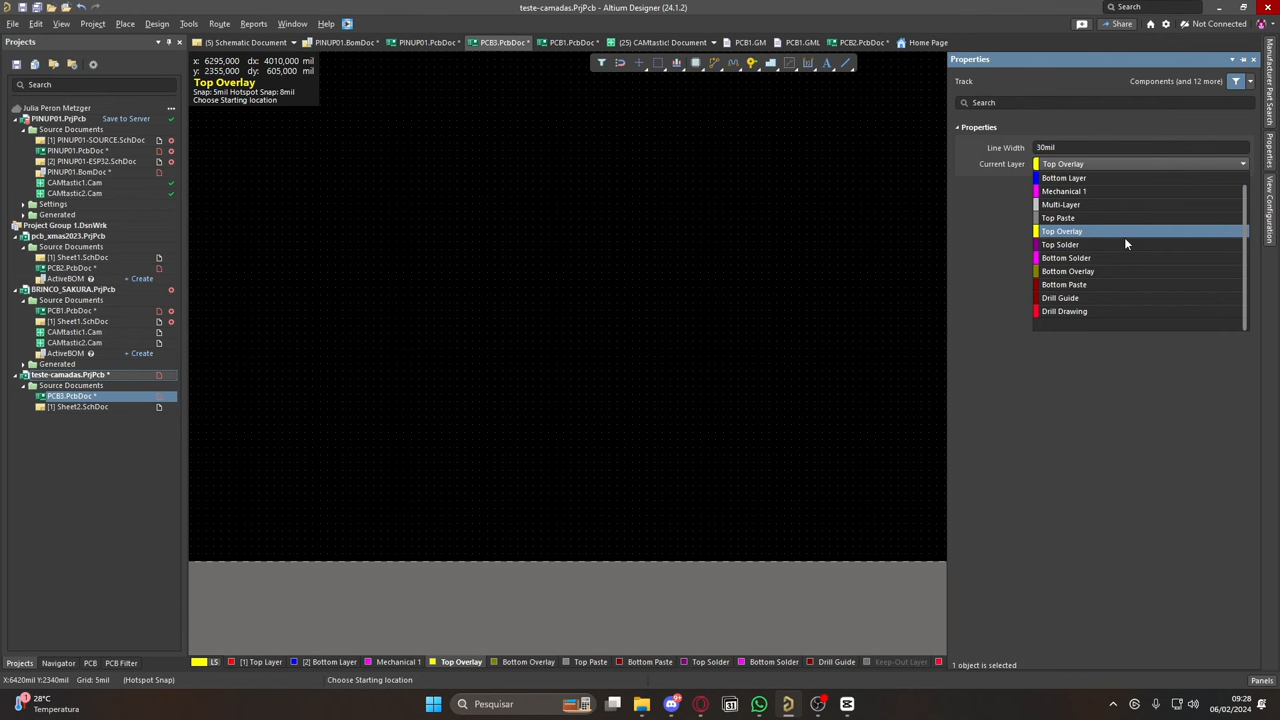 teste-camadas.PrjPcb * - Altium Designer (24.1.2)
Search
File Edit View Project Place Design Tools Route Reports Window Help
Share
Not Connected
Projects
(5) Schematic Document
PINUP01.BomDoc *
PINUP01.PcbDoc *
PCB3.PcbDoc *
PCB1.PcbDoc *
(25) CAMtastic! Document
PCB1.GM
PCB1.GML
PCB2.PcbDoc *
Home Page
Search
Julia Peron Metzger
PINUP01.PrjPcb Save to Server
Source Documents
[1] PINUP01-SOURCE.SchDoc
PINUP01.PcbDoc *
[2] PINUP01-ESP32.SchDoc
PINUP01.BomDoc *
CAMtastic1.Cam
CAMtastic2.Cam
Settings
Generated
Project Group 1.DsnWrk
pcb_xmas2023.PrjPcb
Source Documents
[1] Sheet1.SchDoc
PCB2.PcbDoc *
ActiveBOM + Create
BRINCO_SAKURA.PrjPcb
Source Documents
PCB1.PcbDoc *
[1] Sheet1.SchDoc
CAMtastic1.Cam
CAMtastic2.Cam
ActiveBOM + Create
Generated
teste-camadas.PrjPcb *
Source Documents
PCB3.PcbDoc *
[1] Sheet2.SchDoc
x: 6295,000 dx: 4010,000 mil
y: 2355,000 dy: 605,000 mil
Top Overlay
Snap: 5mil Hotspot Snap: 8mil
Choose Starting location
Properties
Track Components (and 12 more)
Search
Properties
Line Width 30mil
Current Layer Top Overlay
Bottom Layer
Mechanical 1
Multi-Layer
Top Paste
Top Overlay
Top Solder
Bottom Solder
Bottom Overlay
Bottom Paste
Drill Guide
Drill Drawing
Manufacturer Part Search
Properties
View Configuration
Projects Navigator PCB PCB Filter
LS [1] Top Layer [2] Bottom Layer Mechanical 1 Top Overlay Bottom Overlay Top Paste Bottom Paste Top Solder Bottom Solder Drill Guide Keep-Out Layer
1 object is selected
X:6420mil Y:2340mil Grid: 5mil (Hotspot Snap)
Choose Starting location
Panels
1
28°C
Temperatura
Pesquisar
9+
31
09:28
06/02/2024